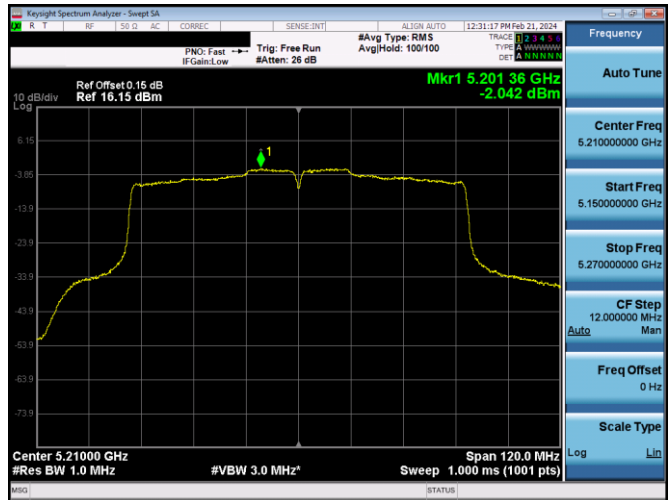 Keysight Spectrum Analyzer - Swept SA
R T RF 50 Ω AC CORREC SENSE:INT ALIGN AUTO 12:31:17 PM Feb 21, 2024
PNO: Fast
IFGain:Low
Trig: Free Run
#Atten: 26 dB
#Avg Type: RMS
Avg|Hold: 100/100
TRACE 1 2 3 4 5 6
TYPE A WWWWW
DET A N N N N N
Ref Offset 0.15 dB
10 dB/div Ref 16.15 dBm
Log
Mkr1 5.201 36 GHz
-2.042 dBm
1
6.15
-3.85
-13.9
-23.9
-33.9
-43.9
-53.9
-63.9
-73.9
Center 5.21000 GHz
Span 120.0 MHz
#Res BW 1.0 MHz
#VBW 3.0 MHz*
Sweep 1.000 ms (1001 pts)
MSG
STATUS
Frequency
Auto Tune
Center Freq
5.210000000 GHz
Start Freq
5.150000000 GHz
Stop Freq
5.270000000 GHz
CF Step
12.000000 MHz
Auto Man
Freq Offset
0 Hz
Scale Type
Log Lin